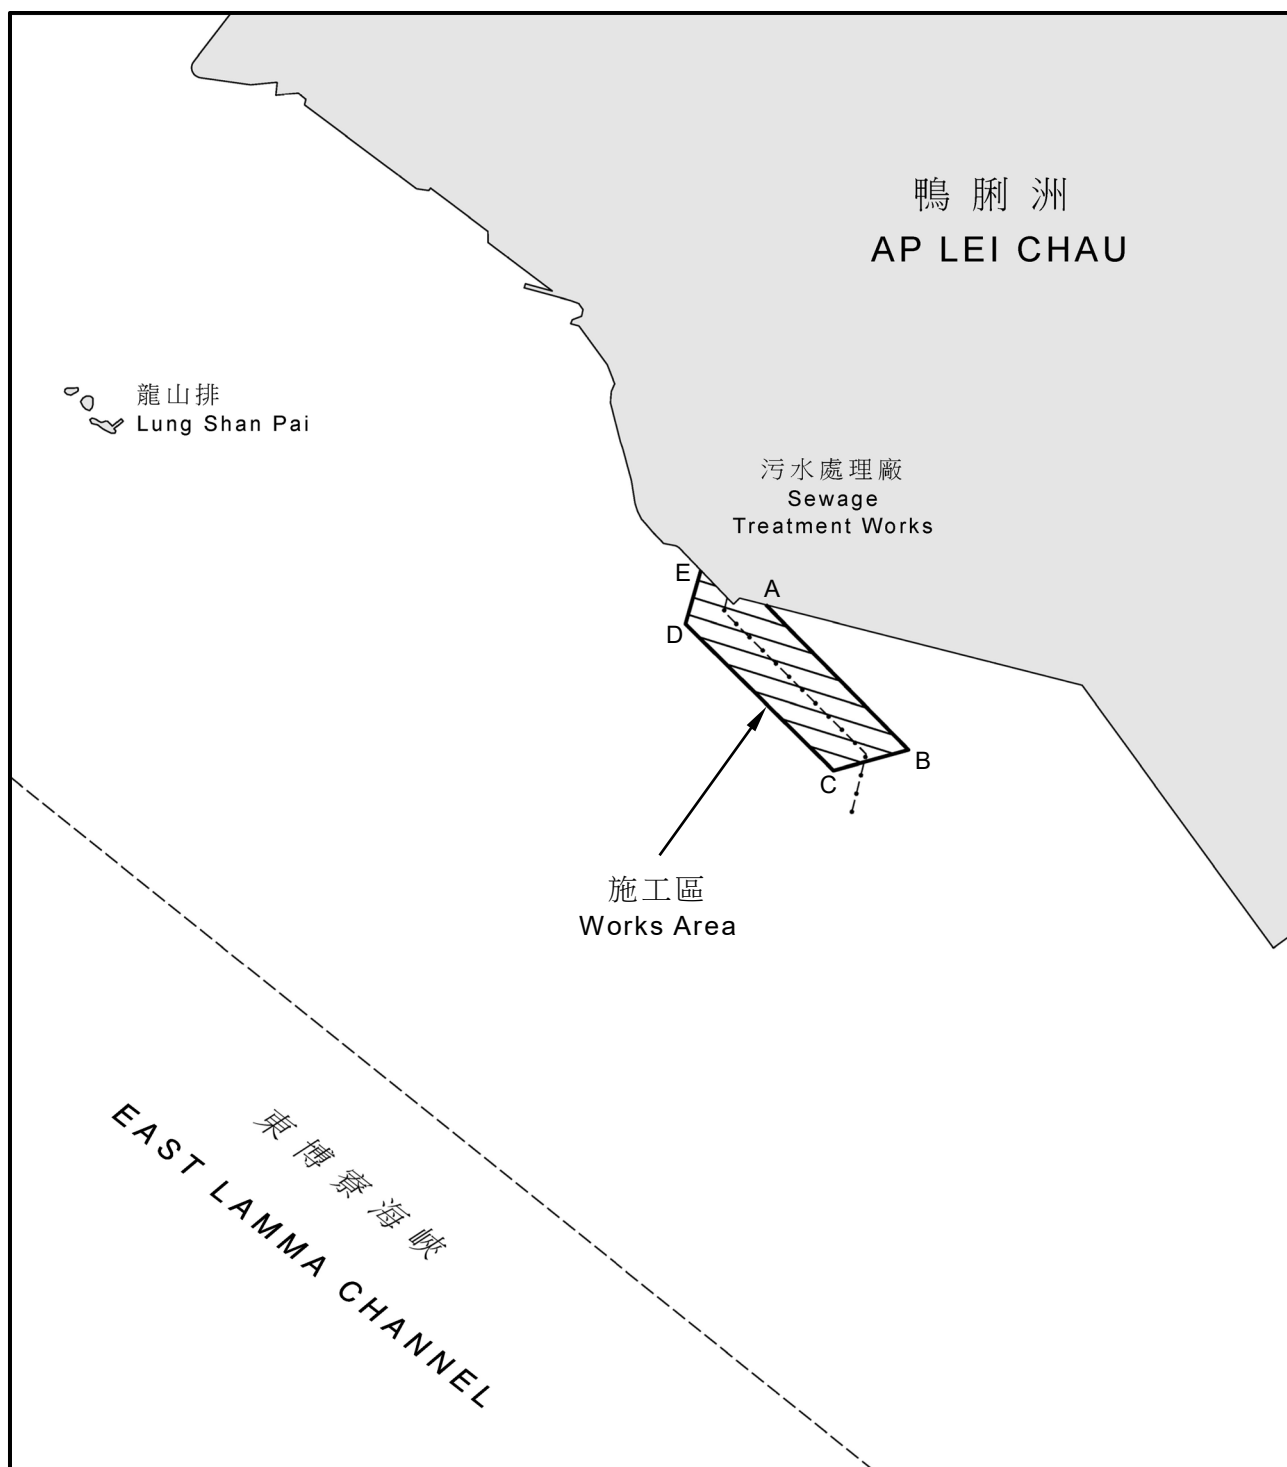 鴨脷洲
AP LEI CHAU
龍山排
Lung Shan Pai
污水處理廠
Sewage
Treatment Works
E
A
D
B
C
施工區
Works Area
東博寮海峽
EAST LAMMA CHANNEL